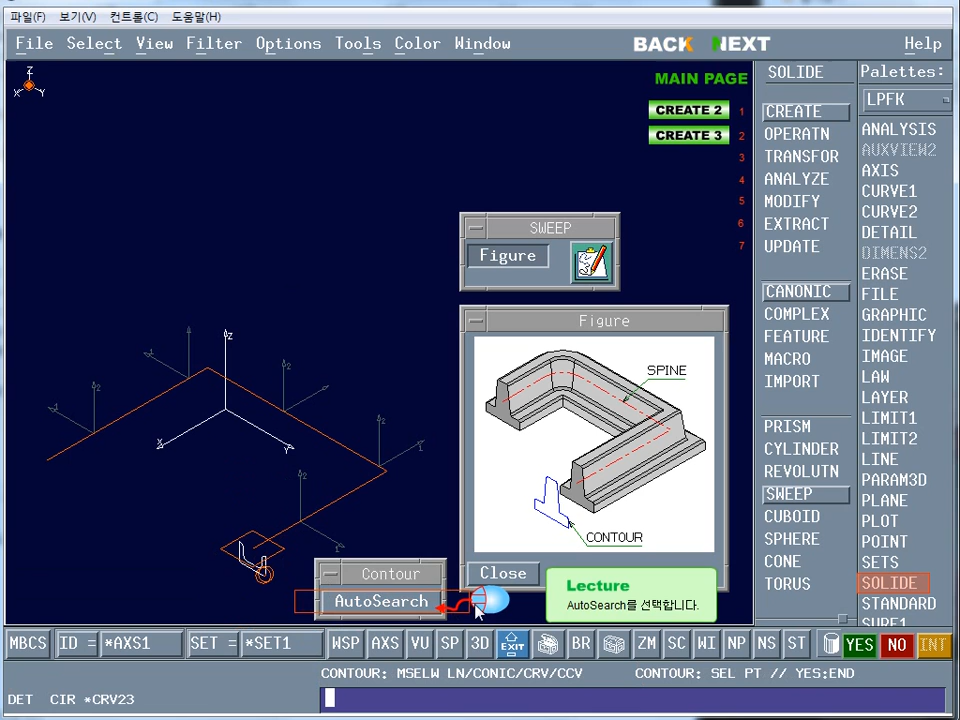 파일(F) 보기(V) 컨트롤(C) 도움말(H)
File Select View Filter Options Tools Color Window BACK NEXT Help
MAIN PAGE
CREATE 2 1
CREATE 3 2
3
4
5
6
7
SOLIDE
CREATE
OPERATN
TRANSFOR
ANALYZE
MODIFY
EXTRACT
UPDATE
CANONIC
COMPLEX
FEATURE
MACRO
IMPORT
PRISM
CYLINDER
REVOLUTN
SWEEP
CUBOID
SPHERE
CONE
TORUS
Palettes:
LPFK
ANALYSIS
AUXVIEW2
AXIS
CURVE1
CURVE2
DETAIL
DIMENS2
ERASE
FILE
GRAPHIC
IDENTIFY
IMAGE
LAW
LAYER
LIMIT1
LIMIT2
LINE
PARAM3D
PLANE
PLOT
POINT
SETS
SOLIDE
STANDARD
SURF1
SWEEP
Figure
Figure
SPINE
CONTOUR
Close
Contour
AutoSearch
Lecture
AutoSearch를 선택합니다.
Z
X Y
Z
X
Y
MBCS ID = *AXS1 SET = *SET1 WSP AXS VU SP 3D EXIT BR ZM SC WI NP NS ST YES NO INT
CONTOUR: MSELW LN/CONIC/CRV/CCV CONTOUR: SEL PT // YES:END
DET CIR *CRV23